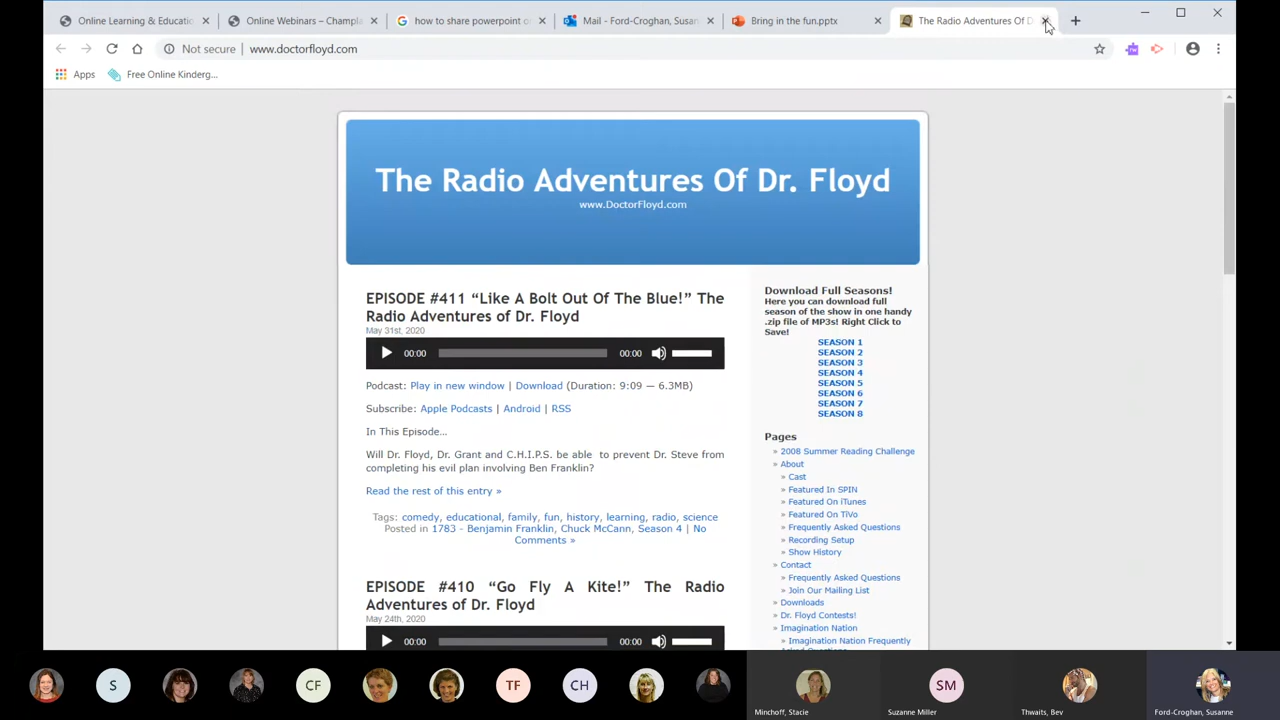 Online Learning & Educatio
Online Webinars – Champla
how to share powerpoint o
Mail - Ford-Croghan, Susan
Bring in the fun.pptx
The Radio Adventures Of D
Not secure
www.doctorfloyd.com
Apps
Free Online Kinderg...
The Radio Adventures Of Dr. Floyd
www.DoctorFloyd.com
EPISODE #411 “Like A Bolt Out Of The Blue!” The
Radio Adventures of Dr. Floyd
May 31st, 2020
00:00
00:00
Podcast: Play in new window | Download (Duration: 9:09 — 6.3MB)
Subscribe: Apple Podcasts | Android | RSS
In This Episode...
Will Dr. Floyd, Dr. Grant and C.H.I.P.S. be able to prevent Dr. Steve from
completing his evil plan involving Ben Franklin?
Read the rest of this entry »
Tags: comedy, educational, family, fun, history, learning, radio, science
Posted in 1783 - Benjamin Franklin, Chuck McCann, Season 4 | No
Comments »
EPISODE #410 “Go Fly A Kite!” The Radio
Adventures of Dr. Floyd
May 24th, 2020
00:00
00:00
Download Full Seasons!
Here you can download full
season of the show in one handy
.zip file of MP3s! Right Click to
Save!
SEASON 1
SEASON 2
SEASON 3
SEASON 4
SEASON 5
SEASON 6
SEASON 7
SEASON 8
Pages
» 2008 Summer Reading Challenge
» About
» Cast
» Featured In SPIN
» Featured On iTunes
» Featured On TiVo
» Frequently Asked Questions
» Recording Setup
» Show History
» Contact
» Frequently Asked Questions
» Join Our Mailing List
» Downloads
» Dr. Floyd Contests!
» Imagination Nation
» Imagination Nation Frequently
Asked Questions
S
CF
TF
CH
SM
Minchoff, Stacie
Suzanne Miller
Thwaits, Bev
Ford-Croghan, Susanne